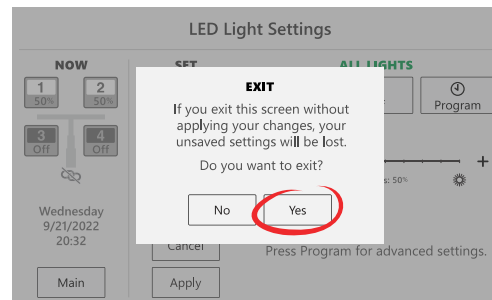 LED Light Settings
NOW
SET
ALL LIGHTS
1
50%
2
50%
3
Off
4
Off
Program
EXIT
If you exit this screen without
applying your changes, your
unsaved settings will be lost.
Do you want to exit?
No
Yes
s: 50%
+
Wednesday
9/21/2022
20:32
Main
Cancel
Apply
Press Program for advanced settings.